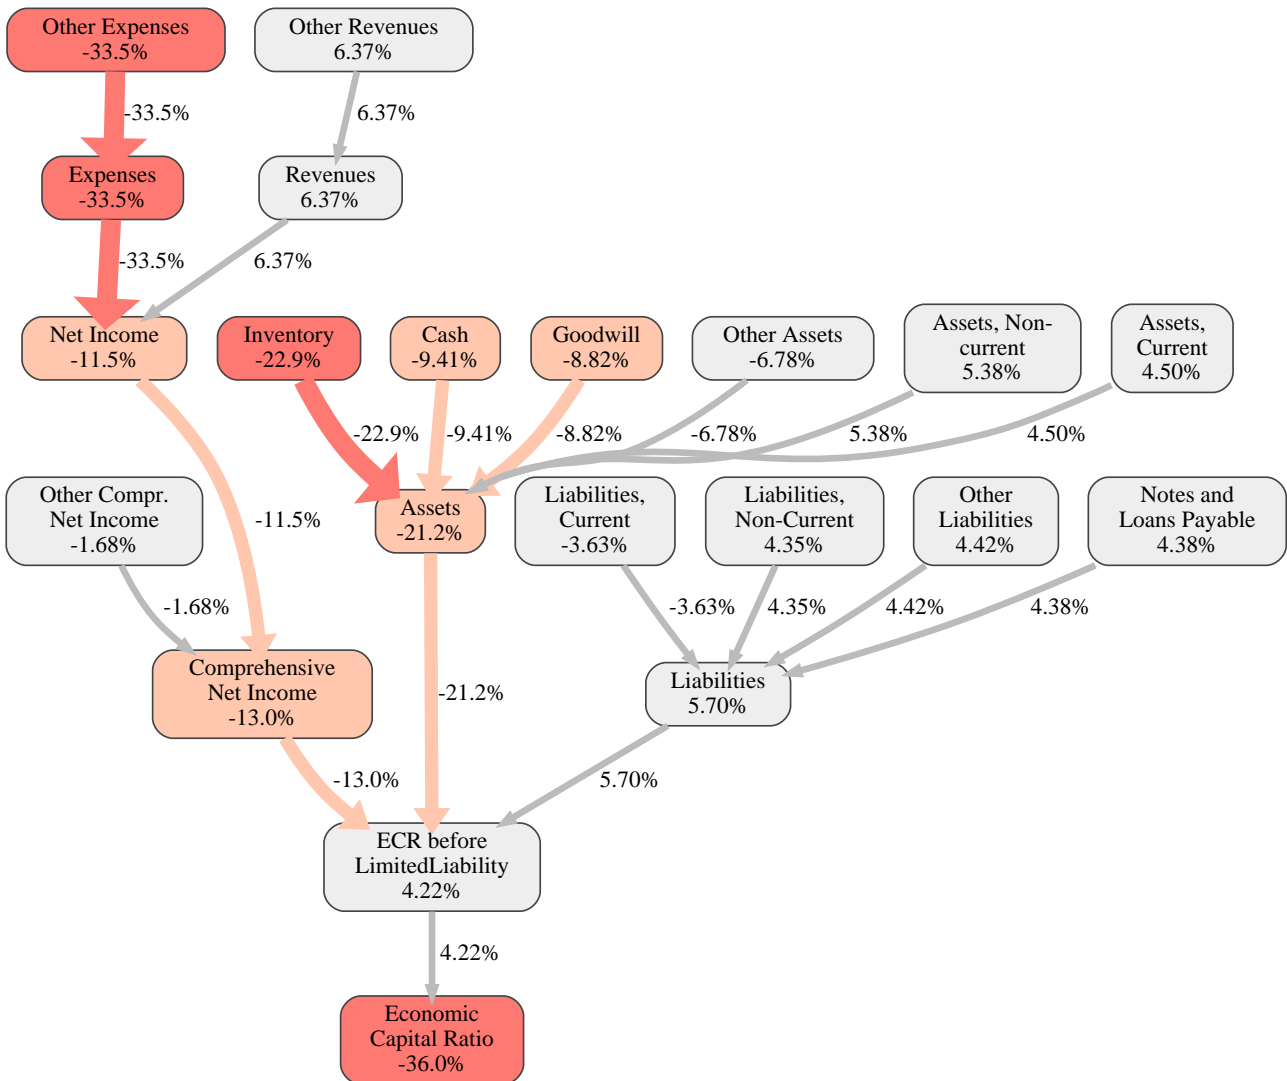 Other Expenses
-33.5%
Other Revenues
6.37%
-33.5%
6.37%
Expenses
-33.5%
Revenues
6.37%
-33.5%
6.37%
Net Income
-11.5%
Inventory
-22.9%
Cash
-9.41%
Goodwill
-8.82%
Other Assets
-6.78%
Assets, Non-
current
5.38%
Assets,
Current
4.50%
-22.9%
-9.41%
-8.82%
-6.78%
5.38%
4.50%
Other Compr.
Net Income
-1.68%
-11.5%
Assets
-21.2%
Liabilities,
Current
-3.63%
Liabilities,
Non-Current
4.35%
Other
Liabilities
4.42%
Notes and
Loans Payable
4.38%
-1.68%
-3.63%
4.35%
4.42%
4.38%
Comprehensive
Net Income
-13.0%
-21.2%
Liabilities
5.70%
-13.0%
5.70%
ECR before
LimitedLiability
4.22%
4.22%
Economic
Capital Ratio
-36.0%